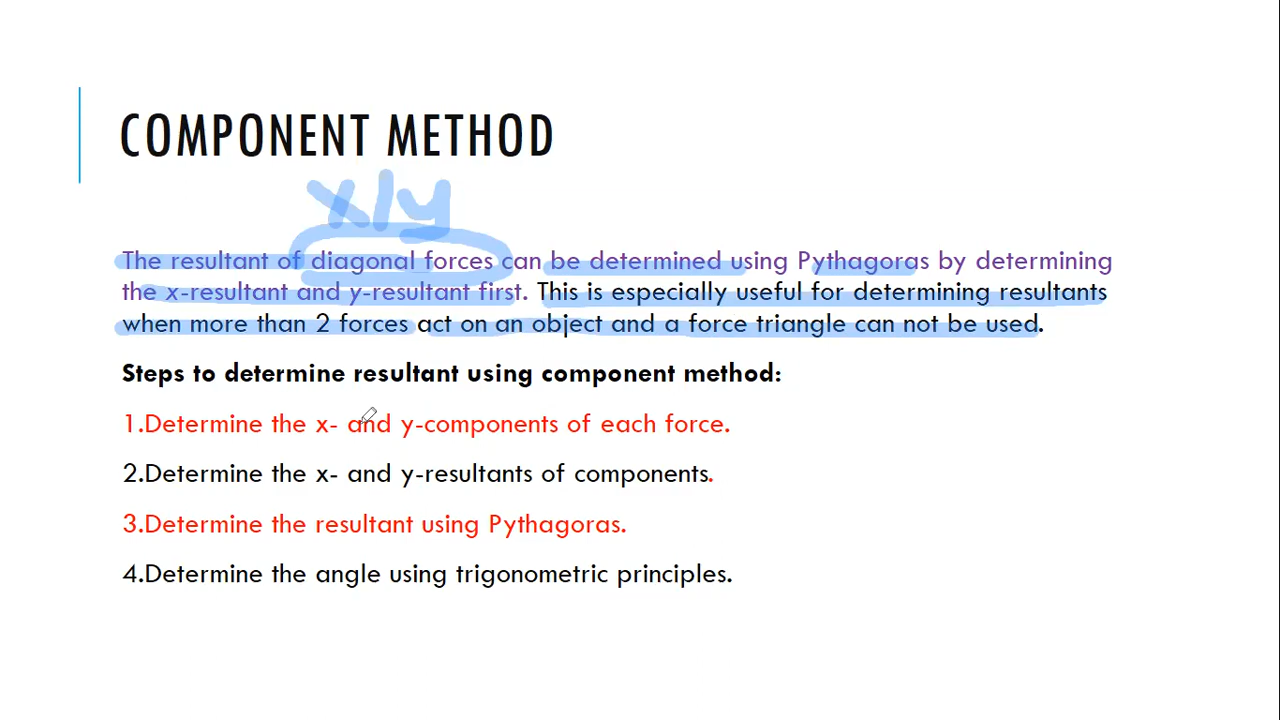 COMPONENT METHOD
x/y
The resultant of diagonal forces can be determined using Pythagoras by determining
the x-resultant and y-resultant first. This is especially useful for determining resultants
when more than 2 forces act on an object and a force triangle can not be used.
Steps to determine resultant using component method:
1.Determine the x- and y-components of each force.
2.Determine the x- and y-resultants of components.
3.Determine the resultant using Pythagoras.
4.Determine the angle using trigonometric principles.